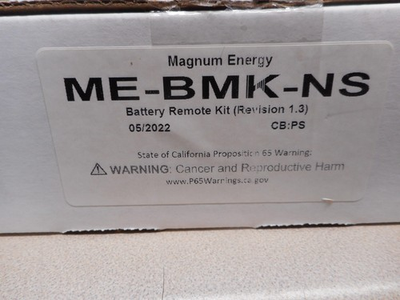 Magnum Energy
ME-BMK-NS
Battery Remote Kit (Revision 1.3)
05/2022 CB:PS
State of California Proposition 65 Warning:
WARNING: Cancer and Reproductive Harm
www.P65Warnings.ca.gov